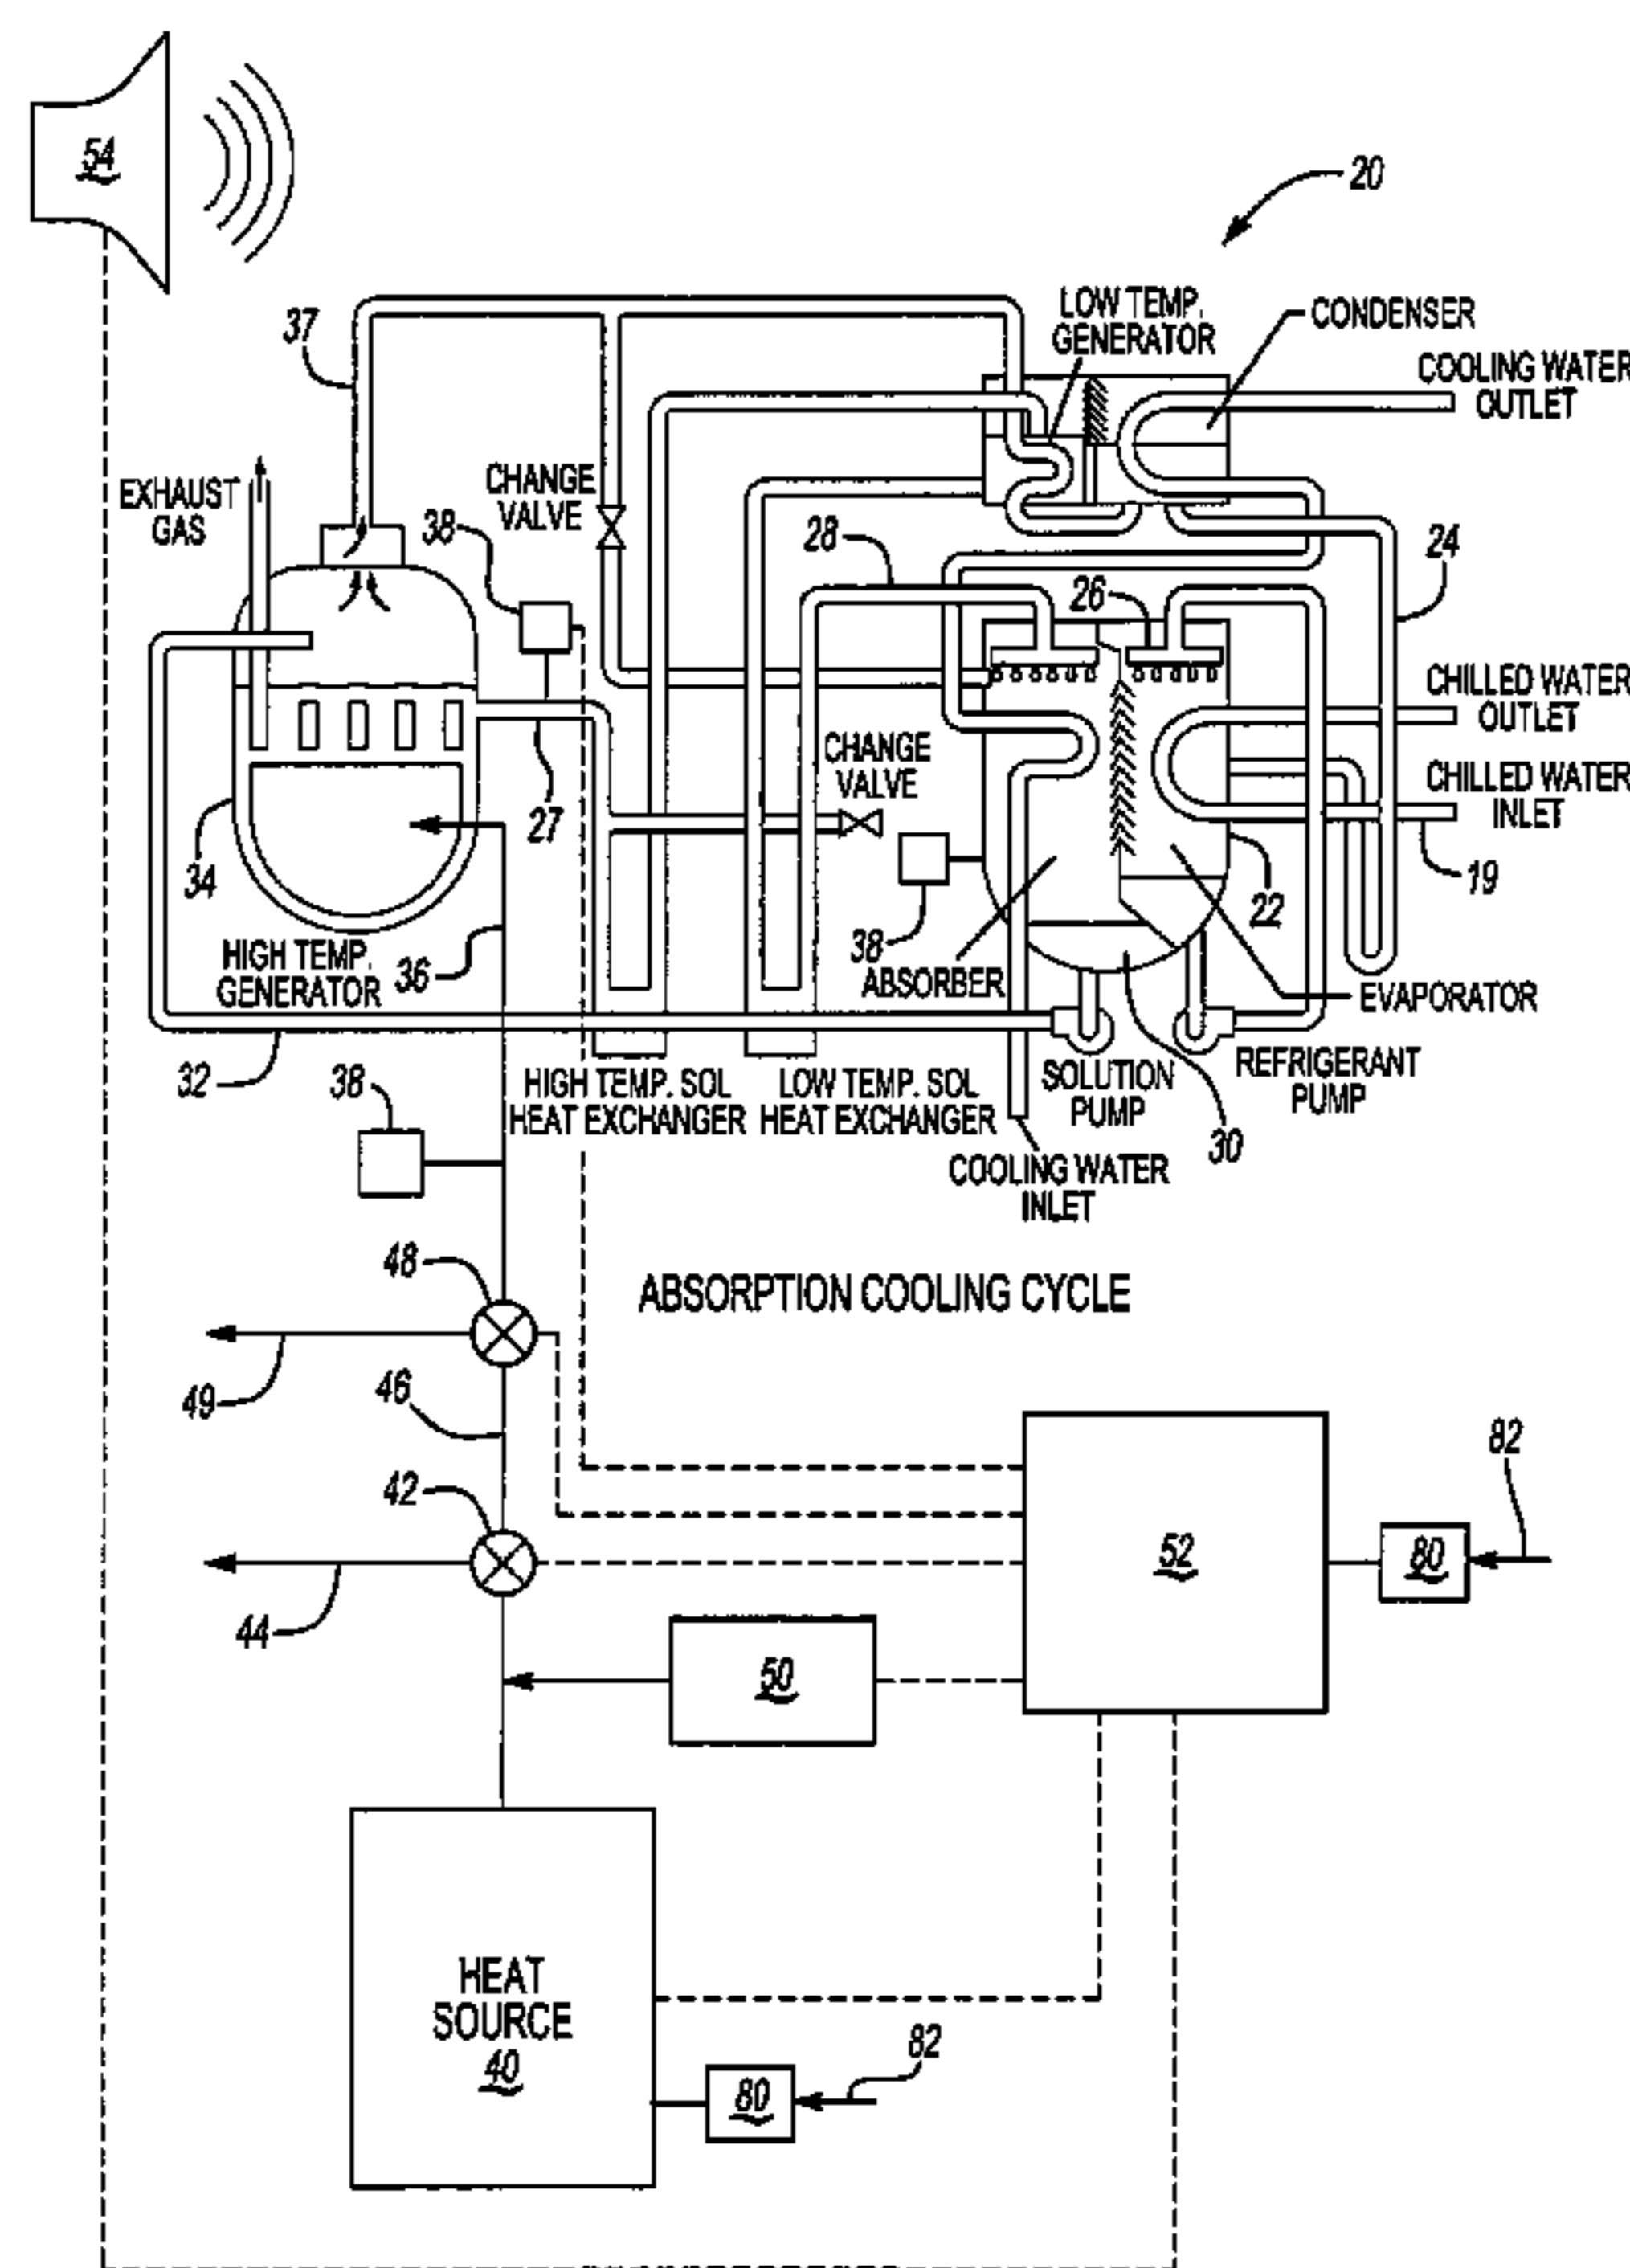 54
20
37
LOW TEMP.
GENERATOR
CONDENSER
COOLING WATER
OUTLET
EXHAUST
GAS
CHANGE
VALVE
38
28
26
24
CHILLED WATER
OUTLET
CHANGE
VALVE
CHILLED WATER
INLET
27
34
19
22
38
HIGH TEMP.
GENERATOR
36
ABSORBER
EVAPORATOR
32
38
HIGH TEMP. SOL
HEAT EXCHANGER
LOW TEMP. SOL
HEAT EXCHANGER
SOLUTION
PUMP
REFRIGERANT
PUMP
30
COOLING WATER
INLET
48
ABSORPTION COOLING CYCLE
49
46
42
82
52
80
44
50
HEAT
SOURCE
40
82
80